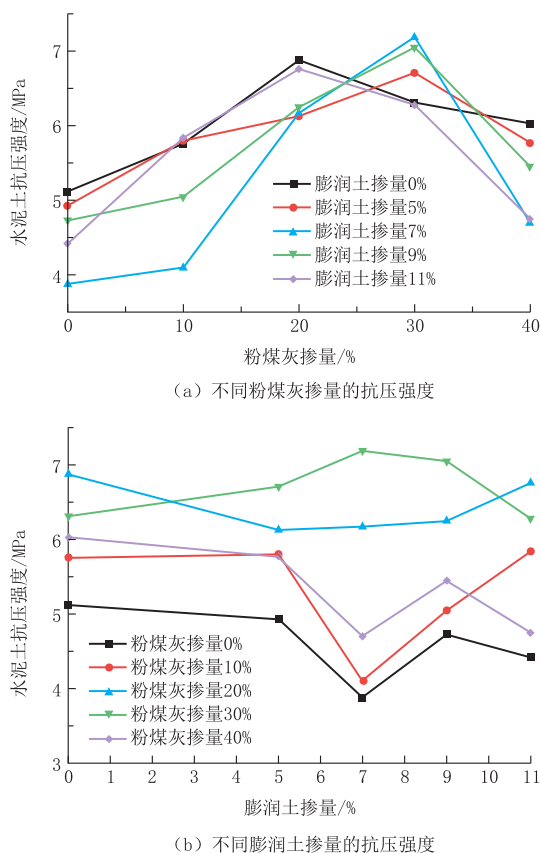 7
6
5
4
水泥土抗压强度/MPa
膨润土掺量0%
膨润土掺量5%
膨润土掺量7%
膨润土掺量9%
膨润土掺量11%
0 10 20 30 40
粉煤灰掺量/%
（a）不同粉煤灰掺量的抗压强度
7
6
5
4
3
水泥土抗压强度/MPa
粉煤灰掺量0%
粉煤灰掺量10%
粉煤灰掺量20%
粉煤灰掺量30%
粉煤灰掺量40%
0 1 2 3 4 5 6 7 8 9 10 11
膨润土掺量/%
（b）不同膨润土掺量的抗压强度